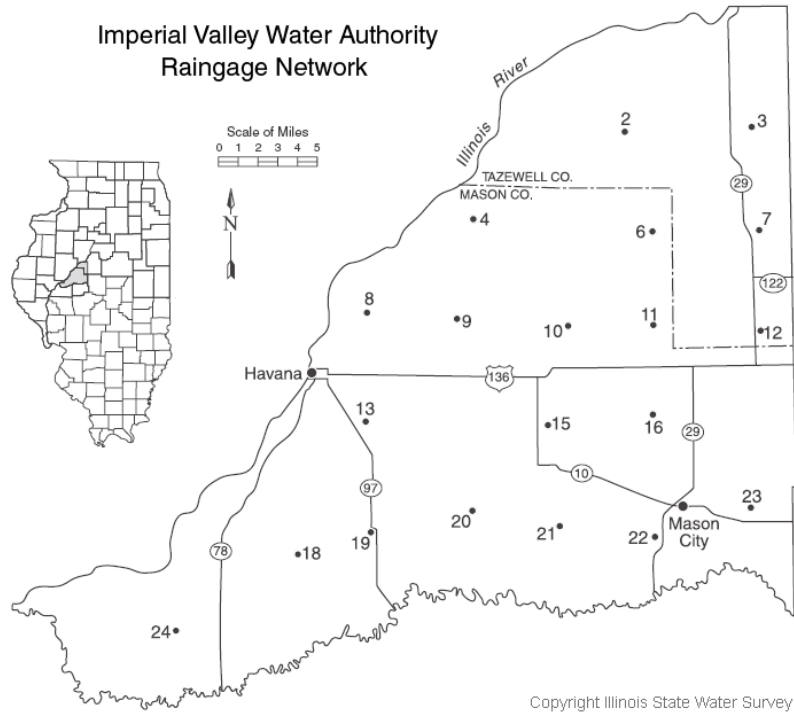 Imperial Valley Water Authority
Raingage Network
Scale of Miles
0 1 2 3 4 5
N
Illinois River
TAZEWELL CO.
MASON CO.
2
3
29
4
6
7
122
8
9
10
11
12
Havana
136
13
15
16
29
10
97
20
21
22
Mason
City
23
78
18
19
24
Copyright Illinois State Water Survey